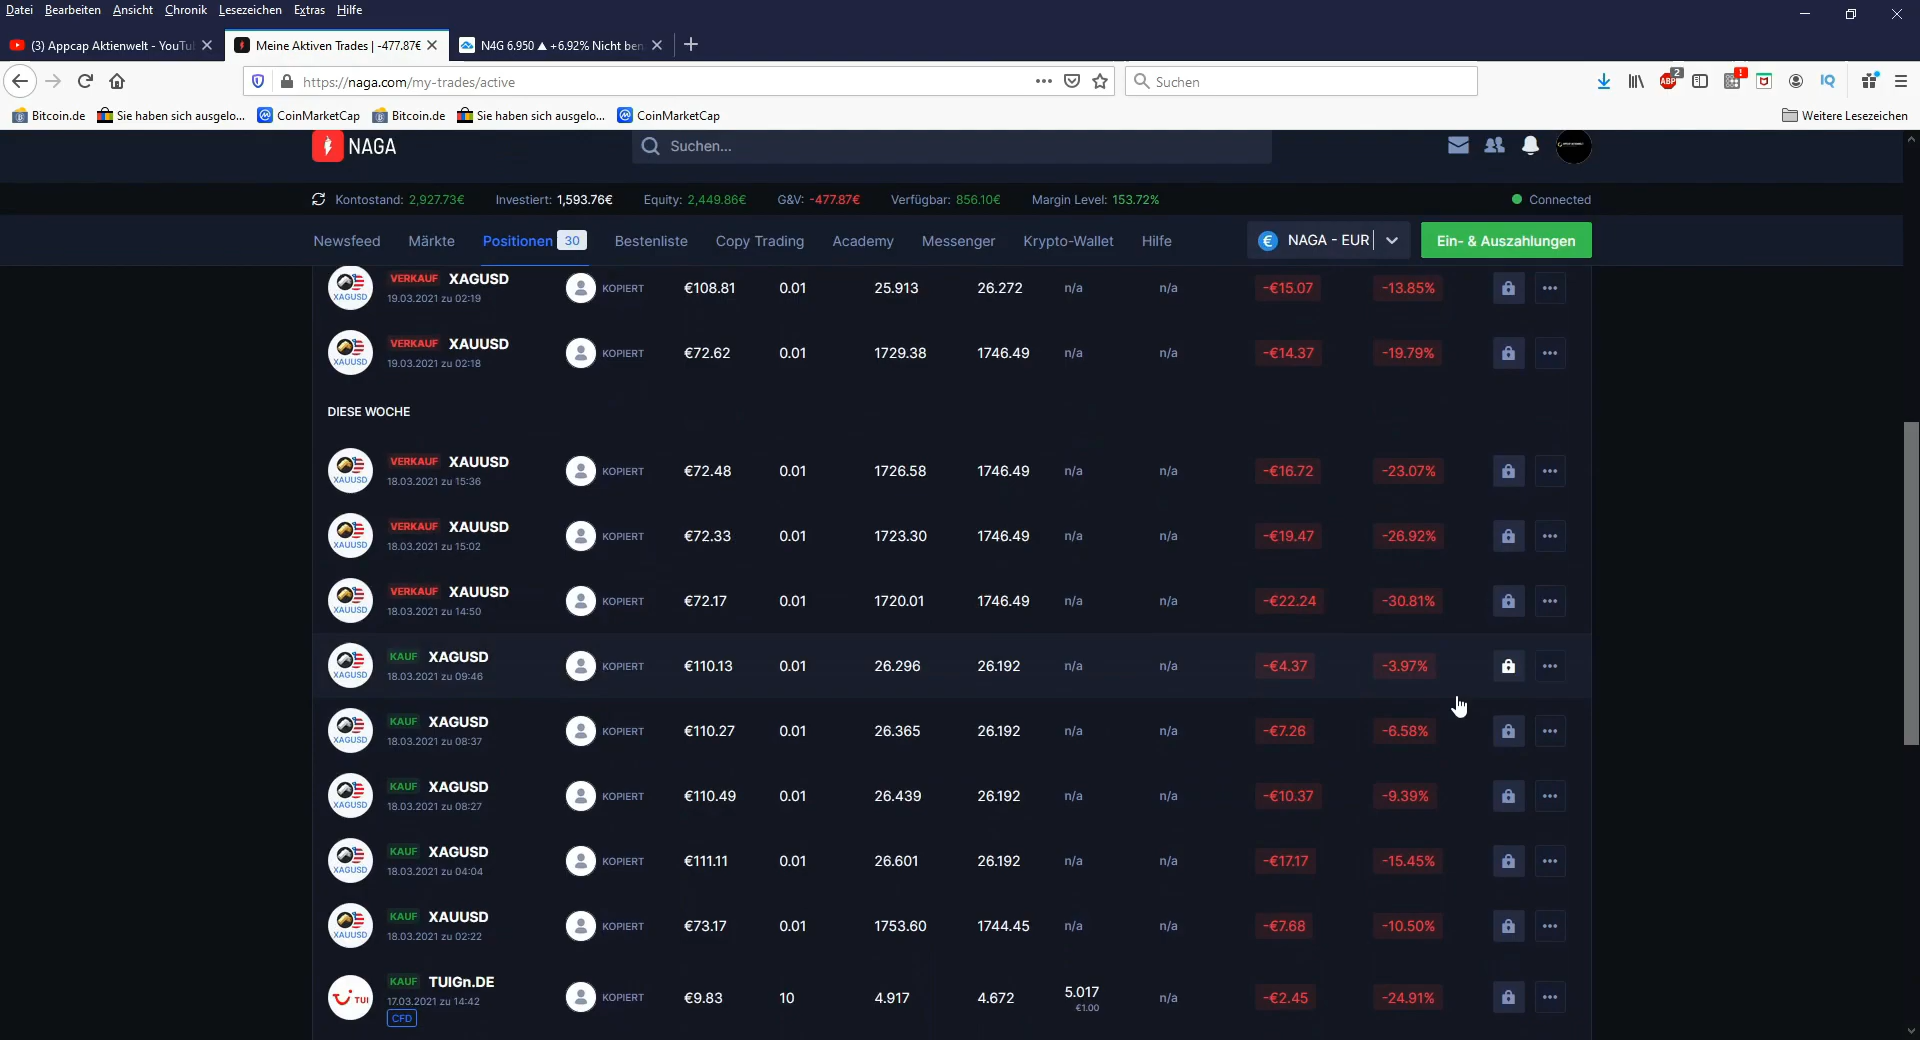 Datei Bearbeiten Ansicht Chronik Lesezeichen Extras Hilfe
(3) Appcap Aktienwelt - YouTu Meine Aktiven Trades | -477.87€ N4G 6.950 ▲ +6.92% Nicht ben
https://naga.com/my-trades/active Suchen ABP 2 ! IQ
Bitcoin.de Sie haben sich ausgelo... CoinMarketCap Bitcoin.de Sie haben sich ausgelo... CoinMarketCap Weitere Lesezeichen
NAGA Suchen...
Kontostand: 2,927.73€ Investiert: 1,593.76€ Equity: 2,449.86€ G&V: -477.87€ Verfügbar: 856.10€ Margin Level: 153.72% Connected
Newsfeed Märkte Positionen 30 Bestenliste Copy Trading Academy Messenger Krypto-Wallet Hilfe € NAGA - EUR Ein- & Auszahlungen
XAGUSD VERKAUF XAGUSD KOPIERT €108.81 0.01 25.913 26.272 n/a n/a -€15.07 -13.85%
19.03.2021 zu 02:19
XAUUSD VERKAUF XAUUSD KOPIERT €72.62 0.01 1729.38 1746.49 n/a n/a -€14.37 -19.79%
19.03.2021 zu 02:18
DIESE WOCHE
XAUUSD VERKAUF XAUUSD KOPIERT €72.48 0.01 1726.58 1746.49 n/a n/a -€16.72 -23.07%
18.03.2021 zu 15:36
XAUUSD VERKAUF XAUUSD KOPIERT €72.33 0.01 1723.30 1746.49 n/a n/a -€19.47 -26.92%
18.03.2021 zu 15:02
XAUUSD VERKAUF XAUUSD KOPIERT €72.17 0.01 1720.01 1746.49 n/a n/a -€22.24 -30.81%
18.03.2021 zu 14:50
XAGUSD KAUF XAGUSD KOPIERT €110.13 0.01 26.296 26.192 n/a n/a -€4.37 -3.97%
18.03.2021 zu 09:46
XAGUSD KAUF XAGUSD KOPIERT €110.27 0.01 26.365 26.192 n/a n/a -€7.26 -6.58%
18.03.2021 zu 08:37
XAGUSD KAUF XAGUSD KOPIERT €110.49 0.01 26.439 26.192 n/a n/a -€10.37 -9.39%
18.03.2021 zu 08:27
XAGUSD KAUF XAGUSD KOPIERT €111.11 0.01 26.601 26.192 n/a n/a -€17.17 -15.45%
18.03.2021 zu 04:04
XAUUSD KAUF XAUUSD KOPIERT €73.17 0.01 1753.60 1744.45 n/a n/a -€7.68 -10.50%
18.03.2021 zu 02:22
TUI KAUF TUIGn.DE KOPIERT €9.83 10 4.917 4.672 5.017 n/a -€2.45 -24.91%
17.03.2021 zu 14:42 €1.00
CFD